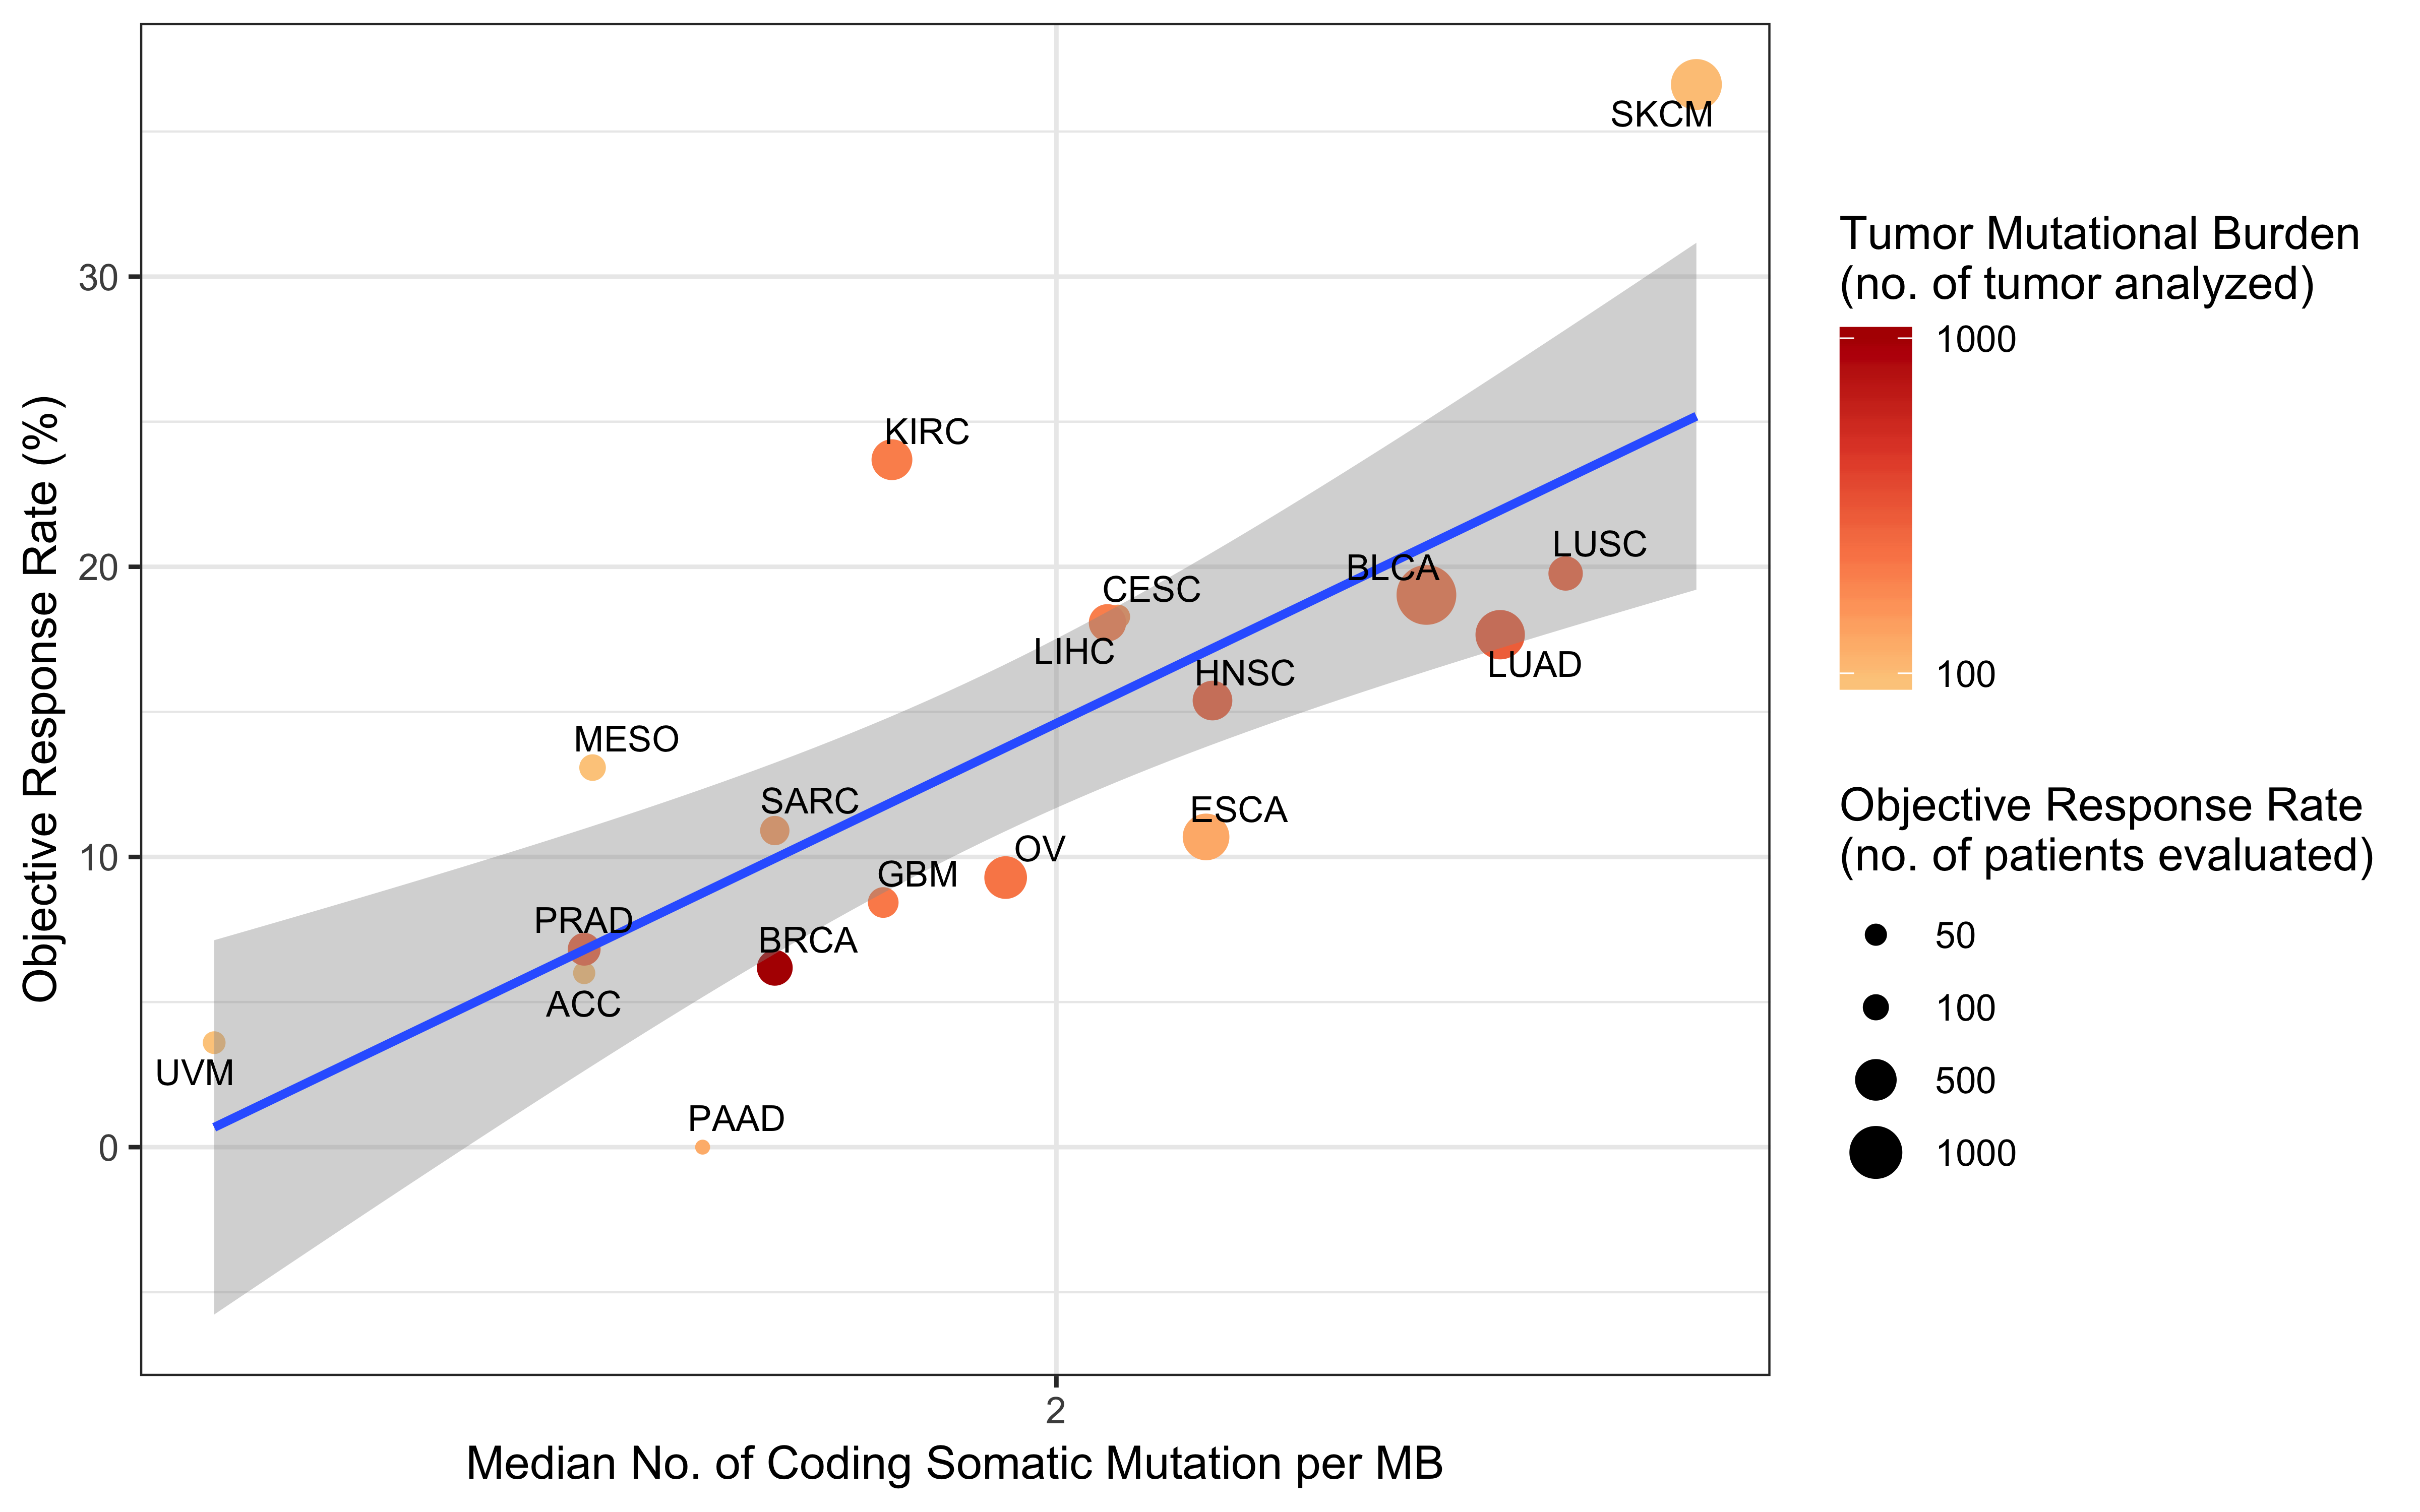 SKCM
30
KIRC
20
LUSC
BLCA
CESC
LIHC
LUAD
HNSC
MESO
SARC
ESCA
OV
10
GBM
BRCA
PRAD
ACC
UVM
PAAD
0
2
Objective Response Rate (%)
Median No. of Coding Somatic Mutation per MB
Tumor Mutational Burden
(no. of tumor analyzed)
1000
100
Objective Response Rate
(no. of patients evaluated)
50
100
500
1000